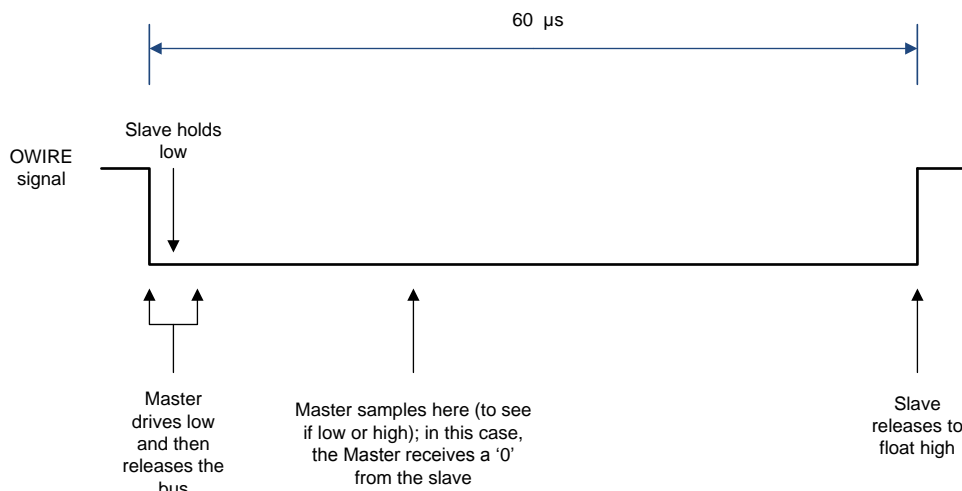 60 µs
Slave holds
low
OWIRE
signal
Master
drives low
and then
releases the
bus
Master samples here (to see
if low or high); in this case,
the Master receives a ‘0’
from the slave
Slave
releases to
float high